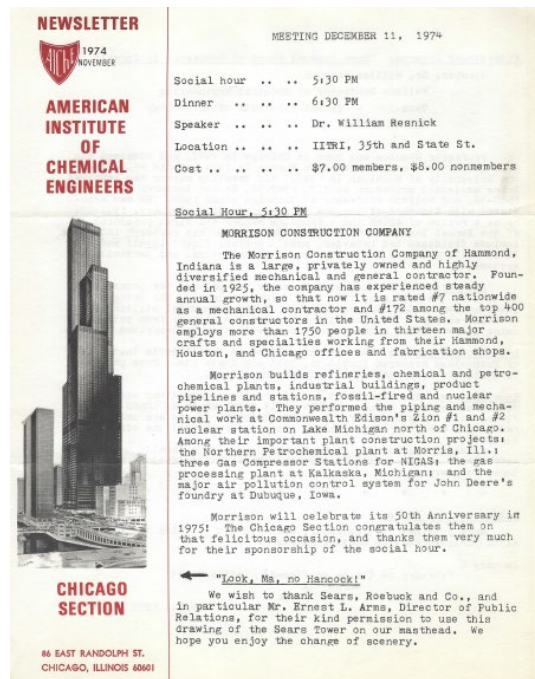 NEWSLETTER
AIChE
1974
NOVEMBER
AMERICAN
INSTITUTE
OF
CHEMICAL
ENGINEERS
CHICAGO
SECTION
86 EAST RANDOLPH ST.
CHICAGO, ILLINOIS 60601
MEETING DECEMBER 11, 1974
Social hour .. .. 5:30 PM
Dinner .. .. .. 6:30 PM
Speaker .. .. .. Dr. William Resnick
Location .. .. .. IITRI, 35th and State St.
Cost .. .. .. .. $7.00 members, $8.00 nonmembers
Social Hour, 5:30 PM
MORRISON CONSTRUCTION COMPANY
The Morrison Construction Company of Hammond,
Indiana is a large, privately owned and highly
diversified mechanical and general contractor. Foun-
ded in 1925, the company has experienced steady
annual growth, so that now it is rated #7 nationwide
as a mechanical contractor and #172 among the top 400
general constructors in the United States. Morrison
employs more than 1750 people in thirteen major
crafts and specialties working from their Hammond,
Houston, and Chicago offices and fabrication shops.
Morrison builds refineries, chemical and petro-
chemical plants, industrial buildings, product
pipelines and stations, fossil-fired and nuclear
power plants. They performed the piping and mecha-
nical work at Commonwealth Edison's Zion #1 and #2
nuclear station on Lake Michigan north of Chicago.
Among their important plant construction projects:
the Northern Petrochemical plant at Morris, Ill.;
three Gas Compressor Stations for NIGAS; the gas
processing plant at Kalkaska, Michigan; and the
major air pollution control system for John Deere's
foundry at Dubuque, Iowa.
Morrison will celebrate its 50th Anniversary in
1975! The Chicago Section congratulates them on
that felicitous occasion, and thanks them very much
for their sponsorship of the social hour.
"Look, Ma, no Hancock!"
We wish to thank Sears, Roebuck and Co., and
in particular Mr. Ernest L. Arms, Director of Public
Relations, for their kind permission to use this
drawing of the Sears Tower on our masthead. We
hope you enjoy the change of scenery.